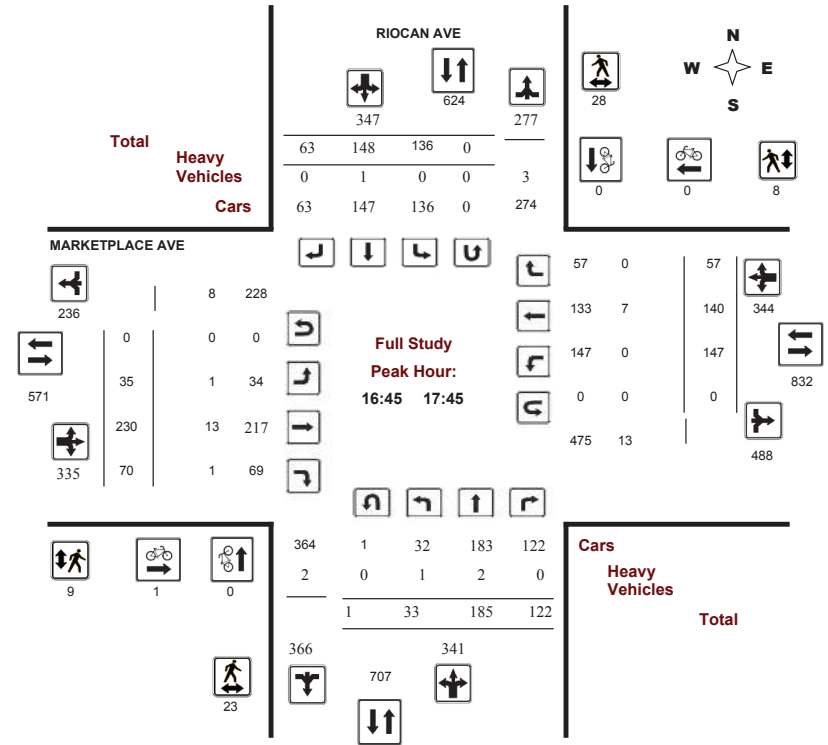 RIOCAN AVE
N
W E
S
624
28
347 277
Total 63 148 136 0
Heavy
Vehicles 0 1 0 0 3
Cars 63 147 136 0 274
0 0 8
MARKETPLACE AVE
236 8 228
57 0 57
0 0 0
133 7 140 344
571 35 1 34
Full Study
Peak Hour:
16:45 17:45
147 0 147
832
0 0 0
230 13 217
335 70 1 69
475 13
488
364 1 32 183 122
Cars
2 0 1 2 0
Heavy
Vehicles
1 33 185 122
Total
9 1 0
366 341
707
23